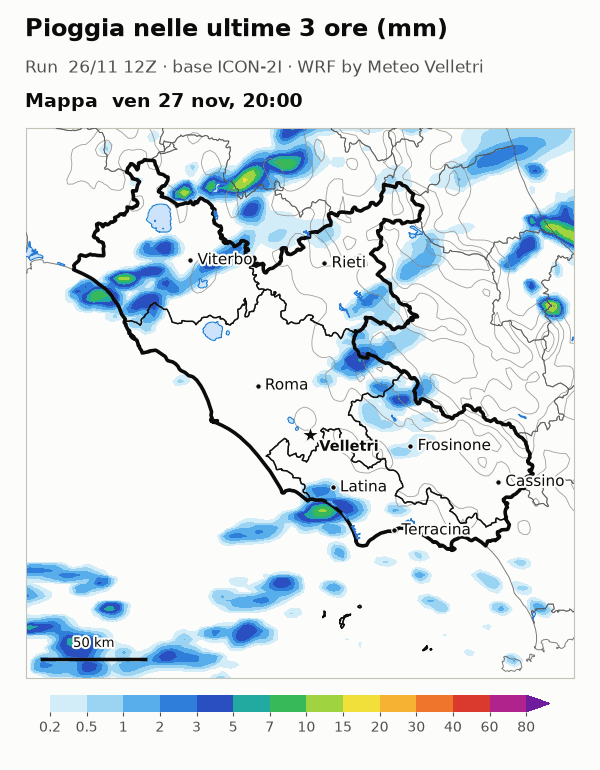 Pioggia nelle ultime 3 ore (mm)
Run  26/11 12Z · base ICON-2I · WRF by Meteo Velletri
Mappa  ven 27 nov, 20:00
Viterbo
Rieti
Roma
Velletri
Frosinone
Latina
Cassino
Terracina
50 km
0.2 0.5 1 2 3 5 7 10 15 20 30 40 60 80